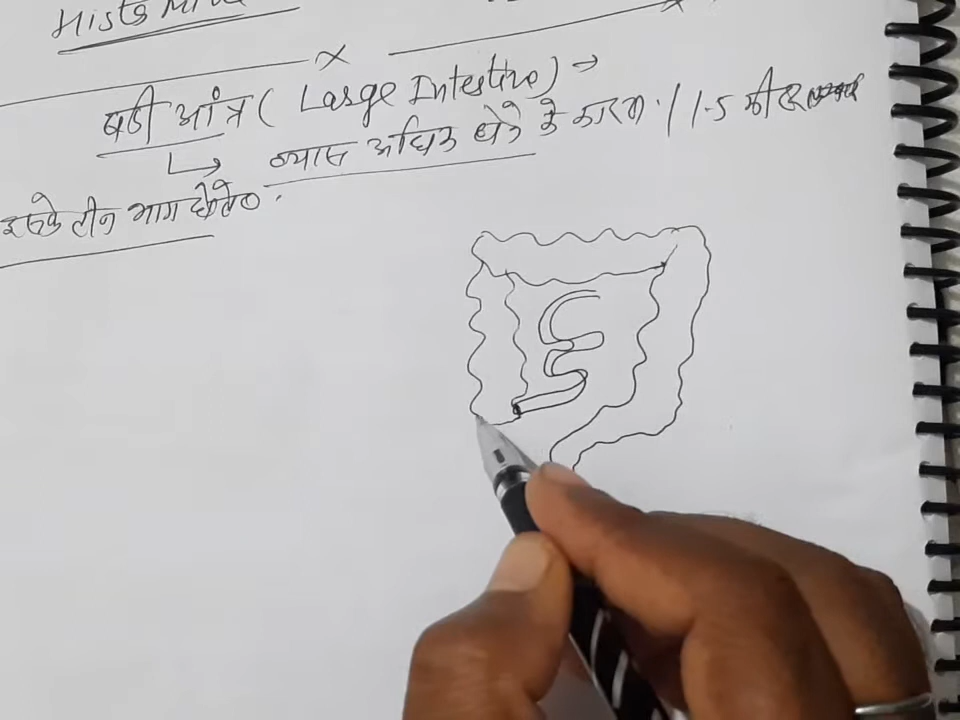 बडी आंत्र ( Large Intestine) →
↳ व्यास अधिक होने के कारण. / 1.5 मीटर
इसके तीन भाग होते है.